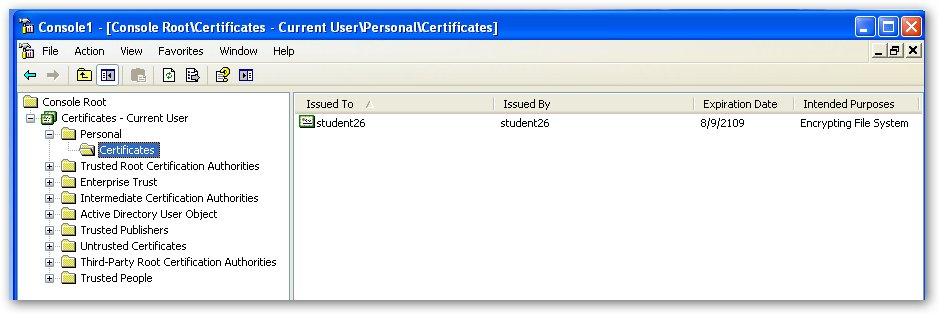 Console1 - [Console Root\Certificates - Current User\Personal\Certificates]
File Action View Favorites Window Help
Console Root
Certificates - Current User
Personal
Certificates
Trusted Root Certification Authorities
Enterprise Trust
Intermediate Certification Authorities
Active Directory User Object
Trusted Publishers
Untrusted Certificates
Third-Party Root Certification Authorities
Trusted People
Issued To Issued By Expiration Date Intended Purposes
student26 student26 8/9/2109 Encrypting File System